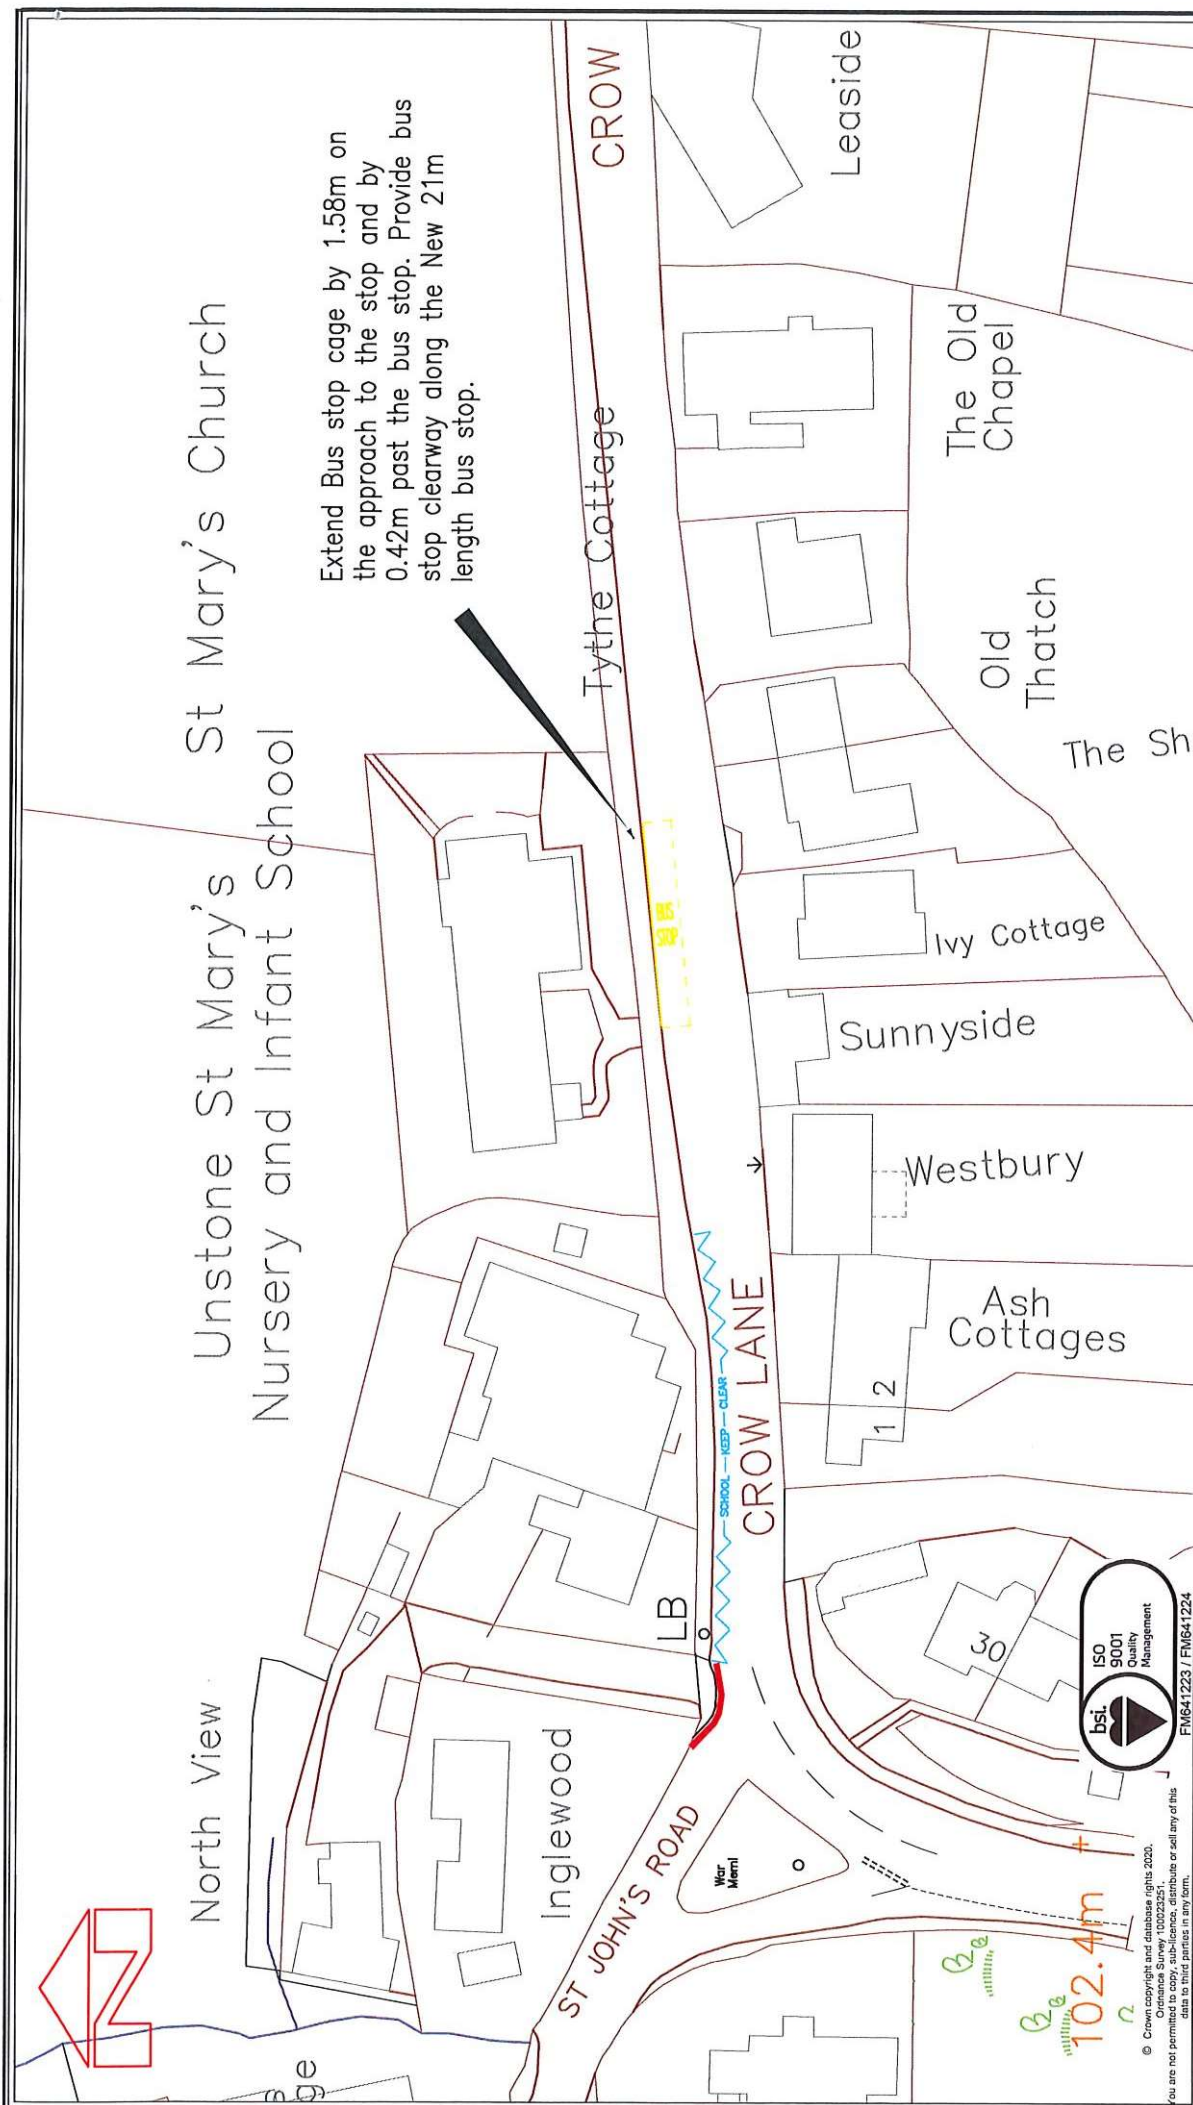 St Mary's Church
Unstone St Mary's
Nursery and Infant School
North View
Extend Bus stop cage by 1.58m on
the approach to the stop and by
0.42m past the bus stop. Provide bus
stop clearway along the New 21m
length bus stop.
Inglewood
Tythe Cottage
CROW
LB
BUS
STOP
SCHOOL KEEP CLEAR
CROW LANE
ST JOHN'S ROAD
War
Meml
Leaside
The Old
Chapel
Old
Thatch
The Sh
Ivy Cottage
Sunnyside
Westbury
Ash
Cottages
1 2
30
ge
102.4m
© Crown copyright and database rights 2020.
Ordnance Survey 100023251.
You are not permitted to copy, sub-licence, distribute or sell any of this
data to third parties in any form.
bsi.
ISO
9001
Quality
Management
FM641223 / FM641224